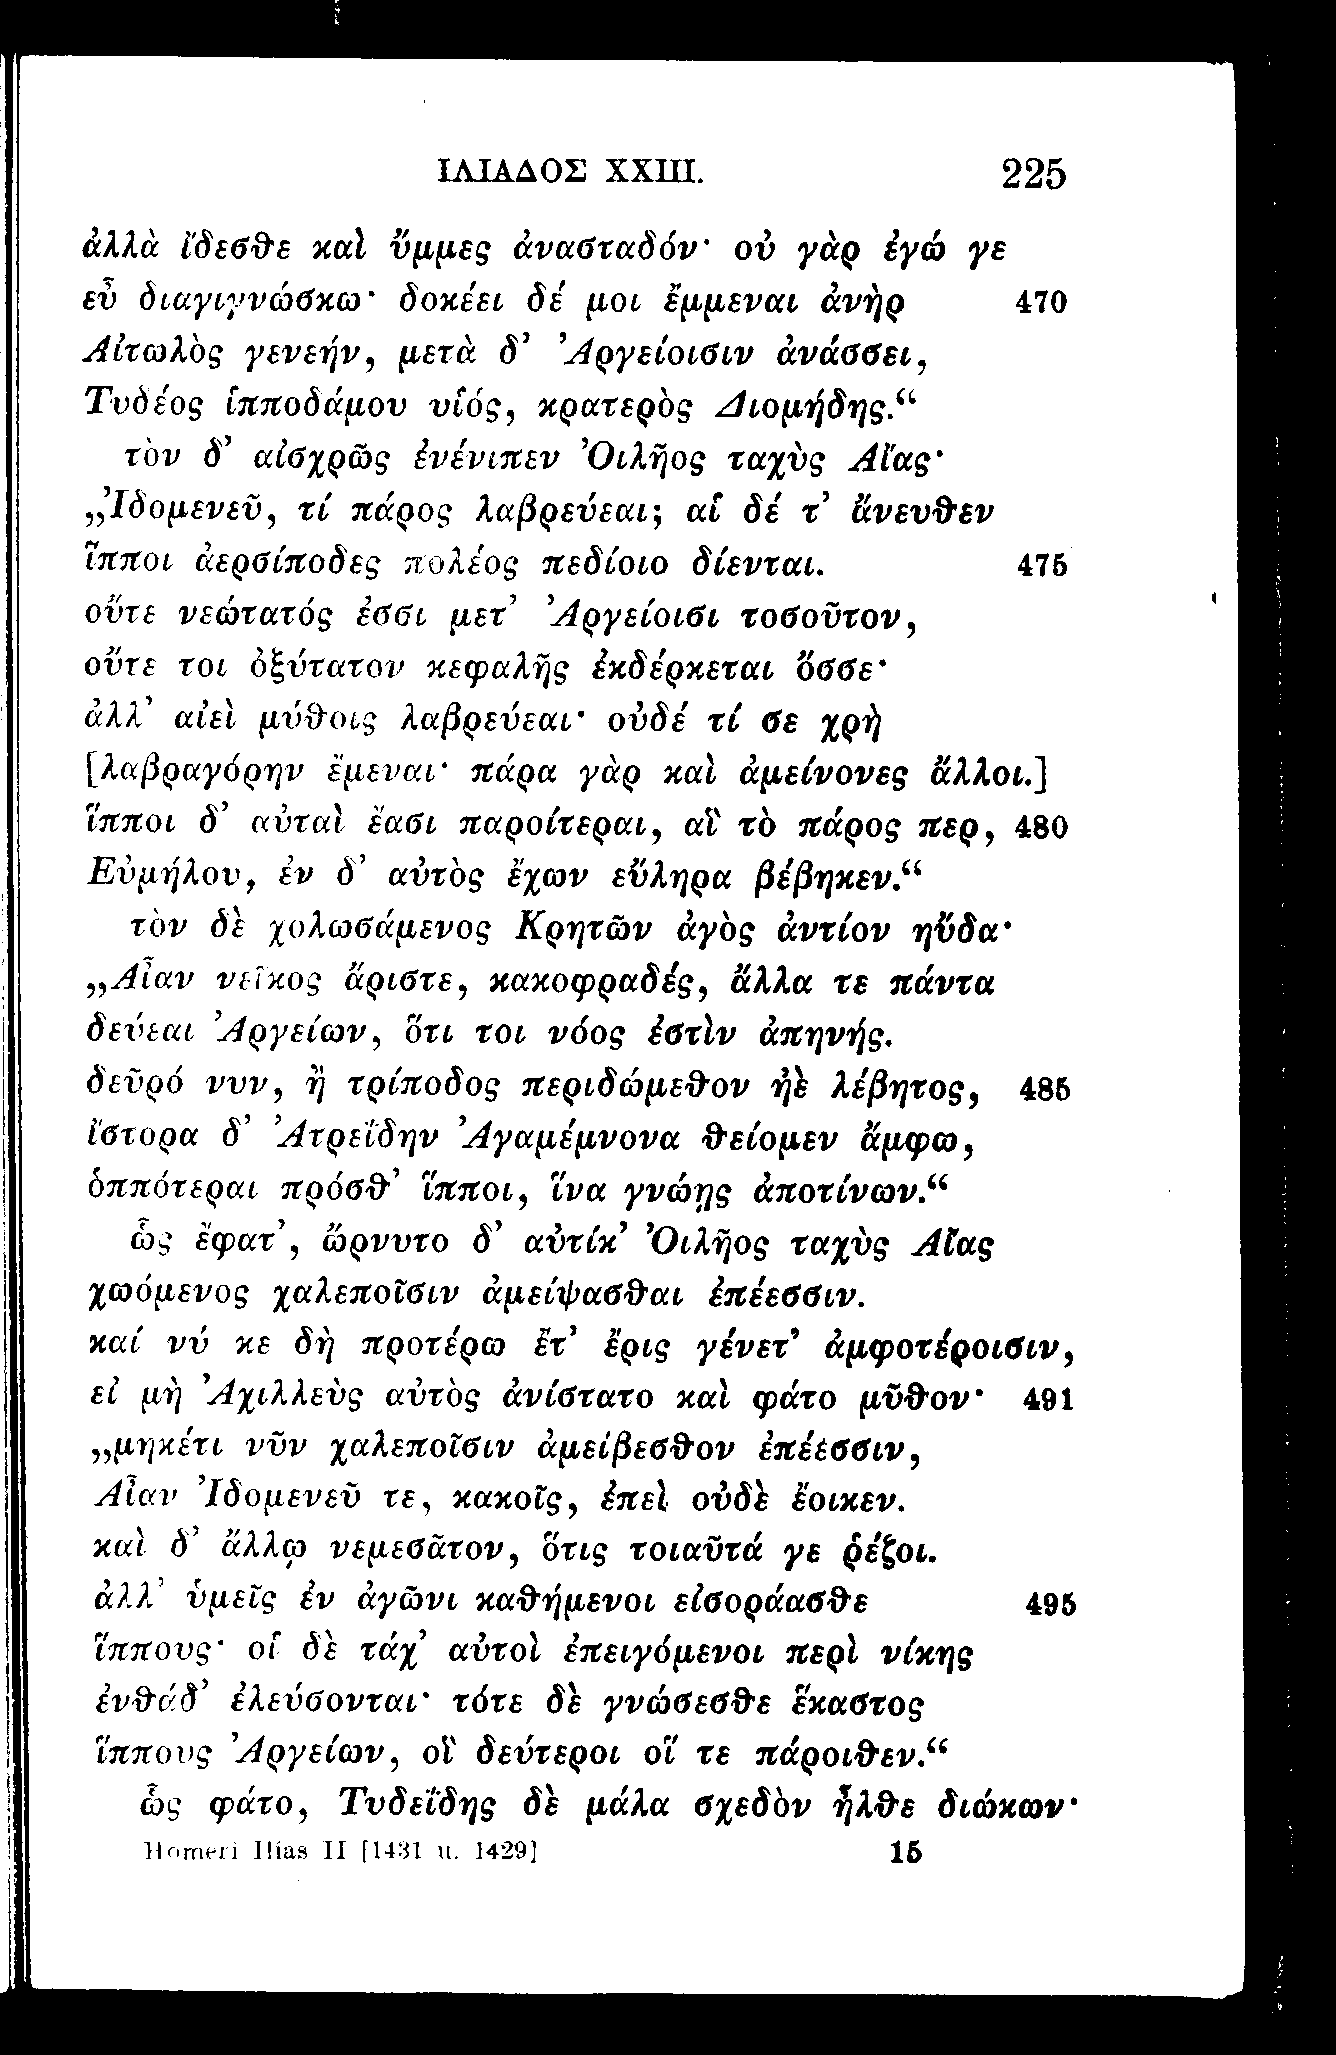 ΙΛΙΑΔΟΣ XXIII. 225
ἀλλὰ ἴδεσθε καὶ ὔμμες ἀνασταδόν· οὐ γὰρ ἐγώ γε
εὖ διαγιγνώσκω· δοκέει δέ μοι ἔμμεναι ἀνὴρ 470
Αἰτωλὸς γενεήν, μετὰ δ’ Ἀργείοισιν ἀνάσσει,
Τυδέος ἱπποδάμου υἱός, κρατερὸς Διομήδης.“
τὸν δ’ αἰσχρῶς ἐνένιπεν Ὀιλῆος ταχὺς Αἴας·
„Ἰδομενεῦ, τί πάρος λαβρεύεαι; αἱ δέ τ’ ἄνευθεν
ἵπποι ἀερσίποδες πολέος πεδίοιο δίενται. 475
οὔτε νεώτατός ἐσσι μετ’ Ἀργείοισι τοσοῦτον,
οὔτε τοι ὀξύτατον κεφαλῆς ἐκδέρκεται ὄσσε·
ἀλλ’ αἰεὶ μύθοις λαβρεύεαι· οὐδέ τί σε χρὴ
[λαβραγόρην ἔμεναι· πάρα γὰρ καὶ ἀμείνονες ἄλλοι.]
ἵπποι δ’ αὐταὶ ἔασι παροίτεραι, αἳ τὸ πάρος περ, 480
Εὐμήλου, ἐν δ’ αὐτὸς ἔχων εὔληρα βέβηκεν.“
τὸν δὲ χολωσάμενος Κρητῶν ἀγὸς ἀντίον ηὔδα·
„Αἶαν νεῖκος ἄριστε, κακοφραδές, ἄλλα τε πάντα
δεύεαι Ἀργείων, ὅτι τοι νόος ἐστὶν ἀπηνής.
δεῦρό νυν, ἢ τρίποδος περιδώμεθον ἠὲ λέβητος, 485
ἵστορα δ’ Ἀτρεΐδην Ἀγαμέμνονα θείομεν ἄμφω,
ὁππότεραι πρόσθ’ ἵπποι, ἵνα γνώῃς ἀποτίνων.“
ὣς ἔφατ’, ὤρνυτο δ’ αὐτίκ’ Ὀιλῆος ταχὺς Αἴας
χωόμενος χαλεποῖσιν ἀμείψασθαι ἐπέεσσιν.
καί νύ κε δὴ προτέρω ἔτ’ ἔρις γένετ’ ἀμφοτέροισιν,
εἰ μὴ Ἀχιλλεὺς αὐτὸς ἀνίστατο καὶ φάτο μῦθον· 491
„μηκέτι νῦν χαλεποῖσιν ἀμείβεσθον ἐπέεσσιν,
Αἶαν Ἰδομενεῦ τε, κακοῖς, ἐπεὶ οὐδὲ ἔοικεν.
καὶ δ’ ἄλλῳ νεμεσᾶτον, ὅτις τοιαῦτά γε ῥέζοι.
ἀλλ’ ὑμεῖς ἐν ἀγῶνι καθήμενοι εἰσοράασθε 495
ἵππους· οἱ δὲ τάχ’ αὐτοὶ ἐπειγόμενοι περὶ νίκης
ἐνθάδ’ ἐλεύσονται· τότε δὲ γνώσεσθε ἕκαστος
ἵππους Ἀργείων, οἳ δεύτεροι οἵ τε πάροιθεν.“
ὣς φάτο, Τυδεΐδης δὲ μάλα σχεδὸν ἦλθε διώκων·
Homeri Ilias II [1431 u. 1429] 15